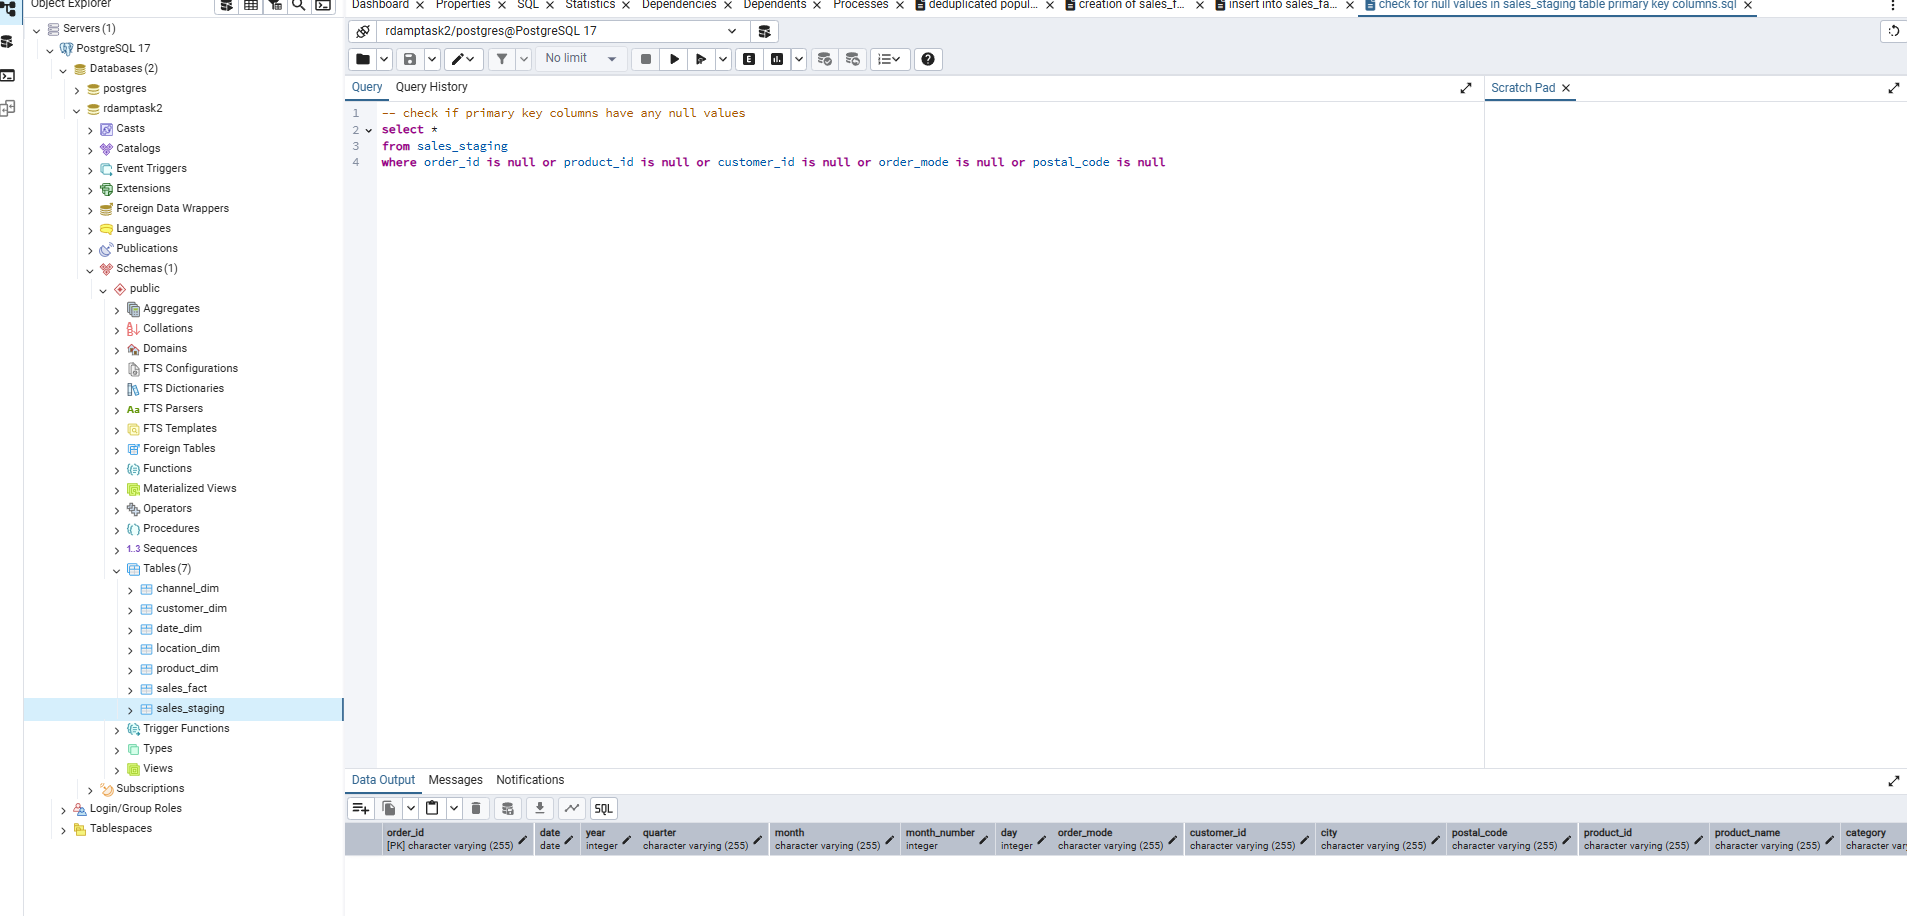 Object Explorer
Servers (1)
PostgreSQL 17
Databases (2)
postgres
rdamptask2
Casts
Catalogs
Event Triggers
Extensions
Foreign Data Wrappers
Languages
Publications
Schemas (1)
public
Aggregates
Collations
Domains
FTS Configurations
FTS Dictionaries
Aa FTS Parsers
FTS Templates
Foreign Tables
Functions
Materialized Views
Operators
Procedures
1..3 Sequences
Tables (7)
channel_dim
customer_dim
date_dim
location_dim
product_dim
sales_fact
sales_staging
Trigger Functions
Types
Views
Subscriptions
Login/Group Roles
Tablespaces
Dashboard Properties SQL Statistics Dependencies Dependents Processes deduplicated popul... creation of sales_f... insert into sales_fa... check for null values in sales_staging table primary key columns.sql
rdamptask2/postgres@PostgreSQL 17
No limit E
Query Query History
1 -- check if primary key columns have any null values
2 select *
3 from sales_staging
4 where order_id is null or product_id is null or customer_id is null or order_mode is null or postal_code is null
Scratch Pad
Data Output Messages Notifications
SQL
order_id date year quarter month month_number day order_mode customer_id city postal_code product_id product_name category
[PK] character varying (255) date integer character varying (255) character varying (255) integer integer character varying (255) character varying (255) character varying (255) character varying (255) character varying (255) character varying (255) character var